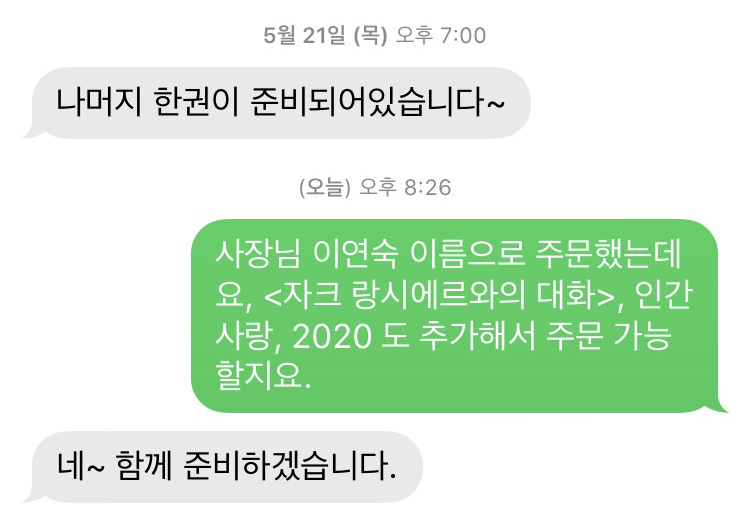 5월 21일 (목) 오후 7:00
나머지 한권이 준비되어있습니다~
(오늘) 오후 8:26
사장님 이연숙 이름으로 주문했는데
요, <자크 랑시에르와의 대화>, 인간
사랑, 2020 도 추가해서 주문 가능
할지요.
네~ 함께 준비하겠습니다.